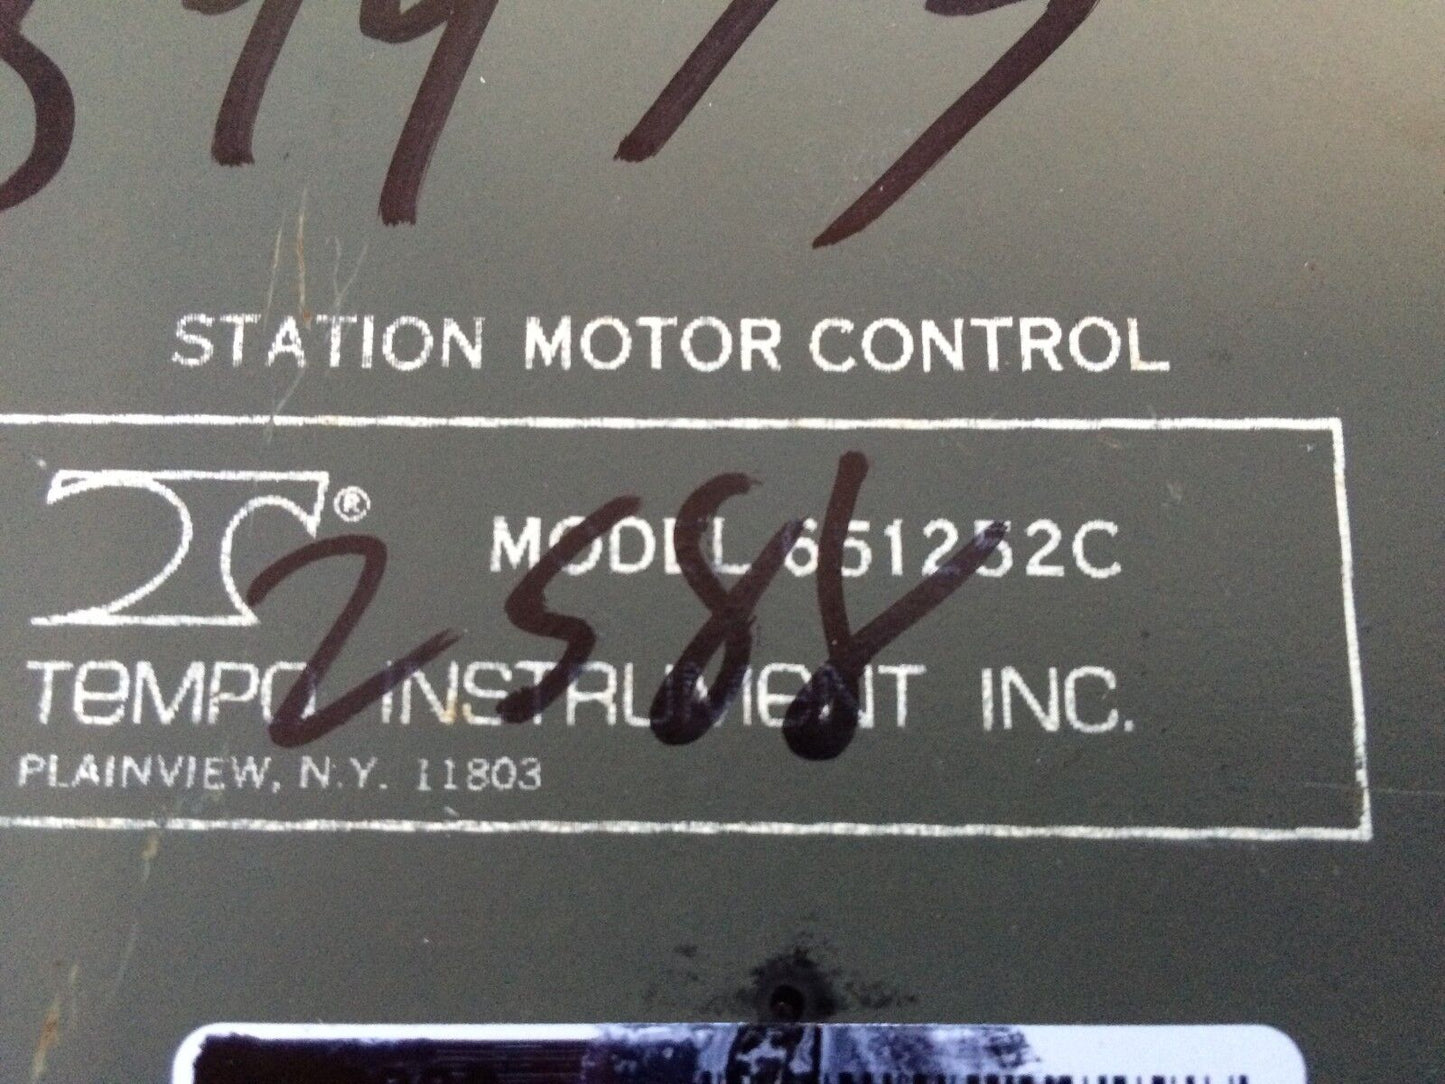 STATION MOTOR CONTROL
®
MODEL 651252C
2588
TEMPO INSTRUMENT INC.
PLAINVIEW, N.Y. 11803